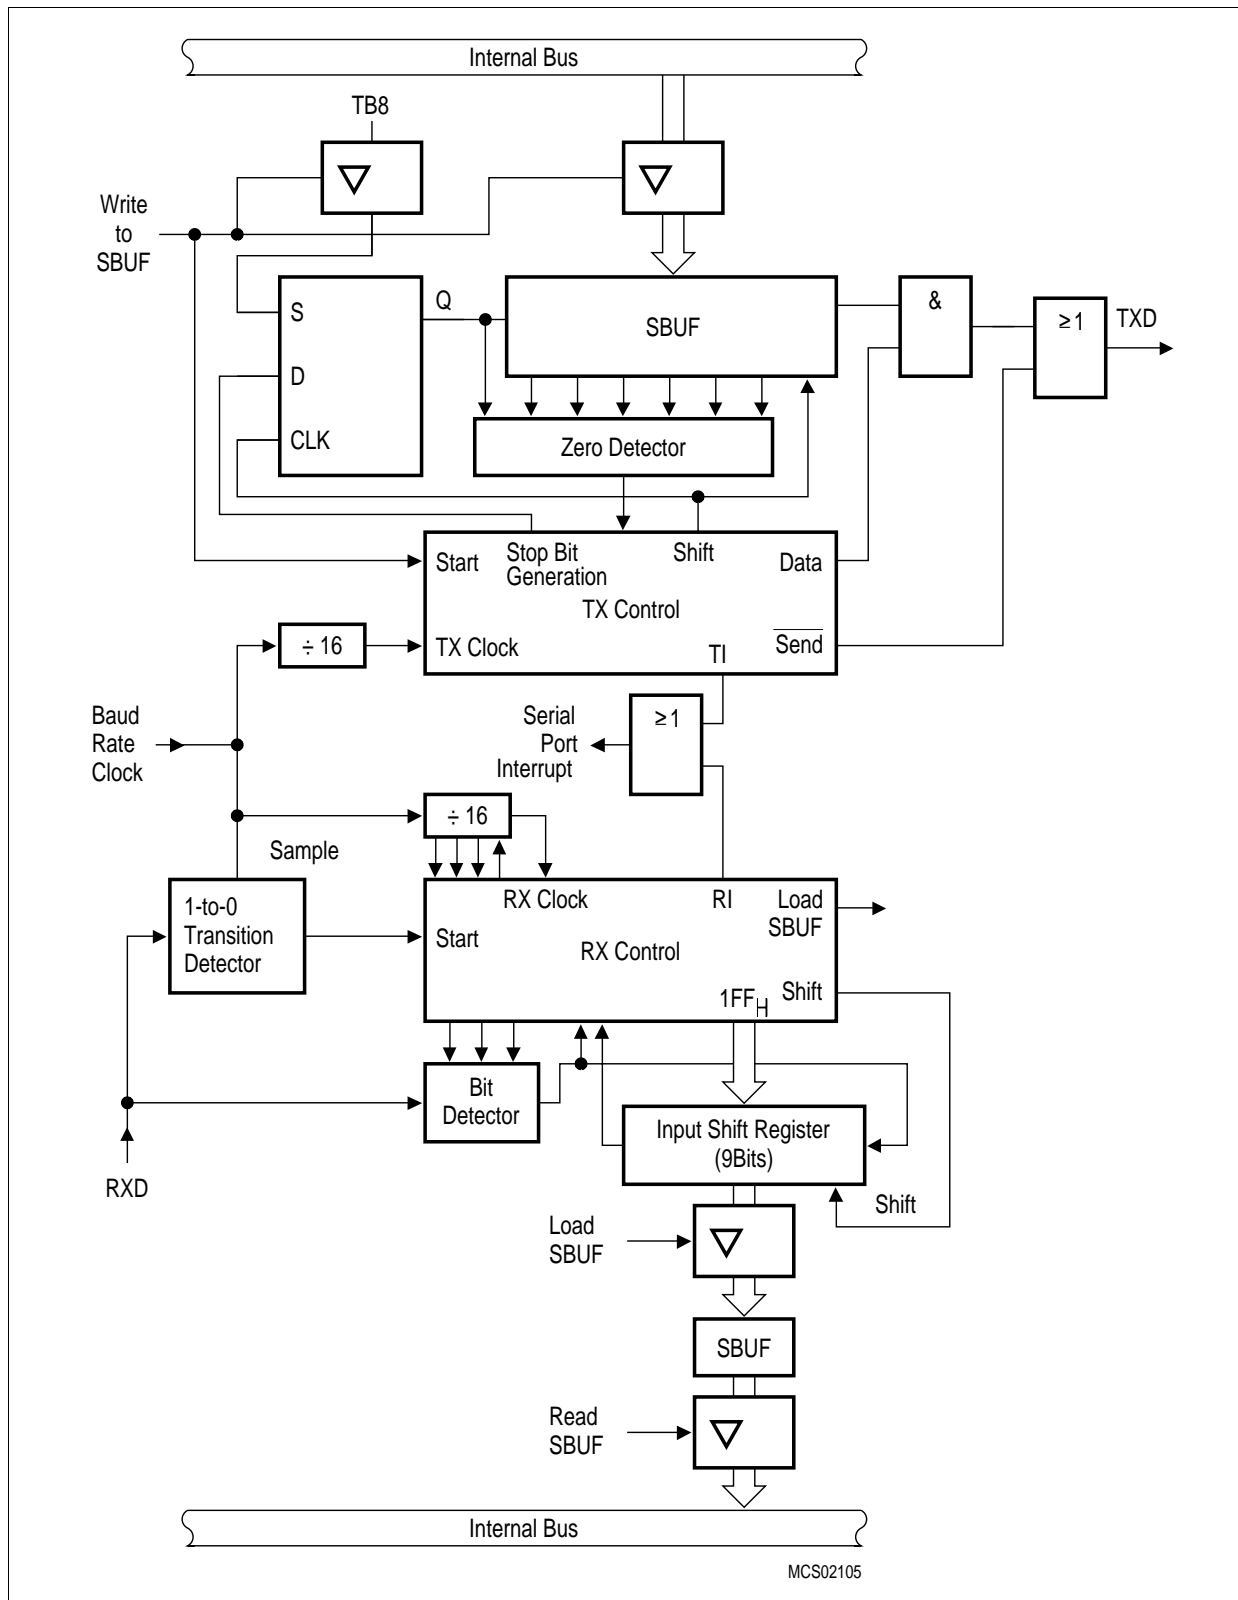 Internal Bus
TB8
Write
to
SBUF
S
D
CLK
Q
SBUF
&
≥1
TXD
Zero Detector
Start
Stop Bit
Generation
Shift
Data
TX Control
÷ 16
TX Clock
TI
Send
Baud
Rate
Clock
Serial
Port
Interrupt
≥1
÷ 16
Sample
1-to-0
Transition
Detector
RX Clock
RI
Load
SBUF
Start
RX Control
1FFH
Shift
Bit
Detector
Input Shift Register
(9Bits)
RXD
Shift
Load
SBUF
SBUF
Read
SBUF
Internal Bus
MCS02105